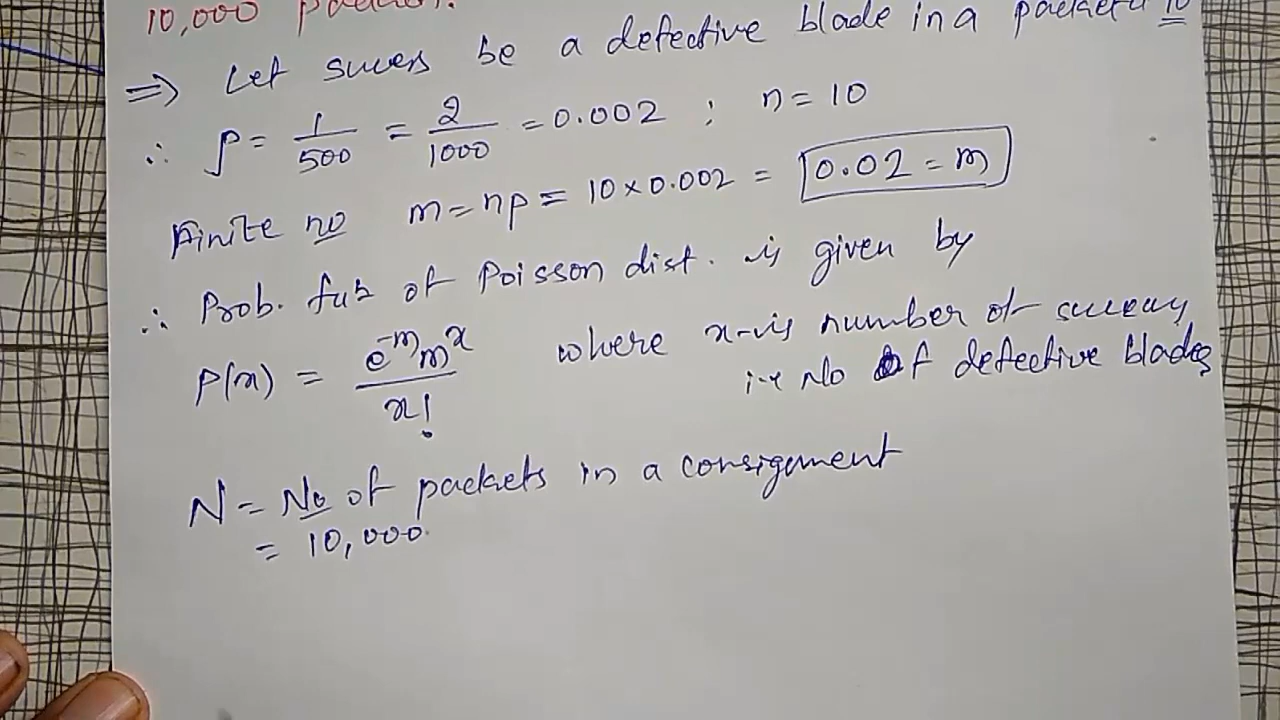 10,000 packets.
⇒ Let success be a defective blade in a packet of 10
∴ p = 1/500 = 2/1000 = 0.002 ; n = 10
Finite no m = np = 10 × 0.002 = 0.02 = m
∴ Prob. fun of Poisson dist. is given by
P(x) = e^-m m^x / x! where x-is number of success
i.e No of defective blades
N = No of packets in a consignment
= 10,000.